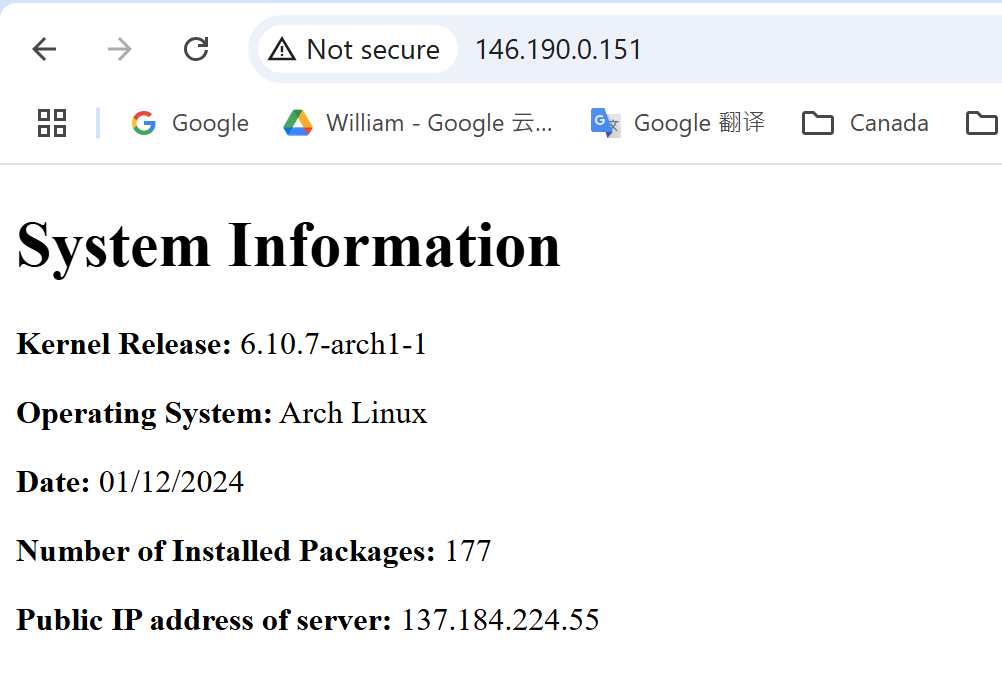 Not secure 146.190.0.151
Google William - Google 云... Google 翻译 Canada
System Information
Kernel Release: 6.10.7-arch1-1
Operating System: Arch Linux
Date: 01/12/2024
Number of Installed Packages: 177
Public IP address of server: 137.184.224.55